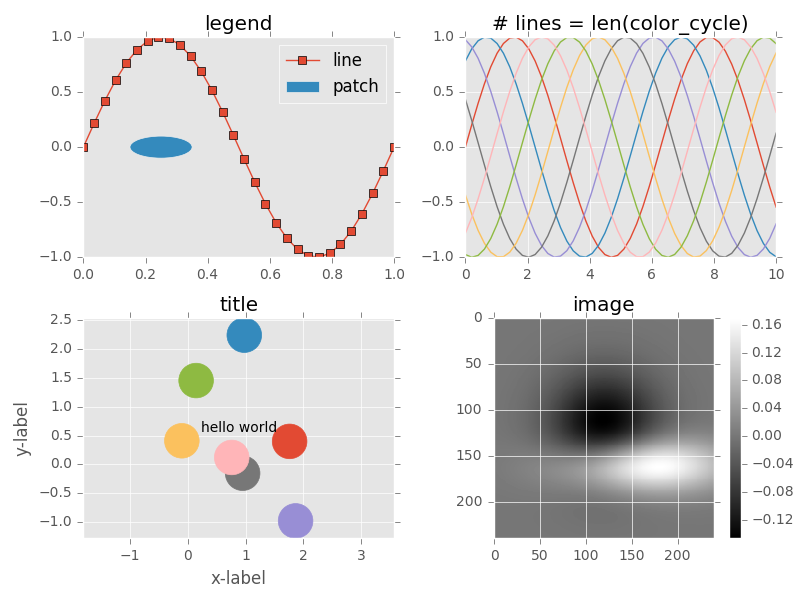 legend
1.0
0.5
0.0
−0.5
−1.0
0.0 0.2 0.4 0.6 0.8 1.0
line
patch
# lines = len(color_cycle)
1.0
0.5
0.0
−0.5
−1.0
0 2 4 6 8 10
title
2.5
2.0
1.5
1.0
0.5
0.0
−0.5
−1.0
y-label
hello world
−1 0 1 2 3
x-label
image
0
50
100
150
200
0 50 100 150 200
0.16
0.12
0.08
0.04
0.00
−0.04
−0.08
−0.12